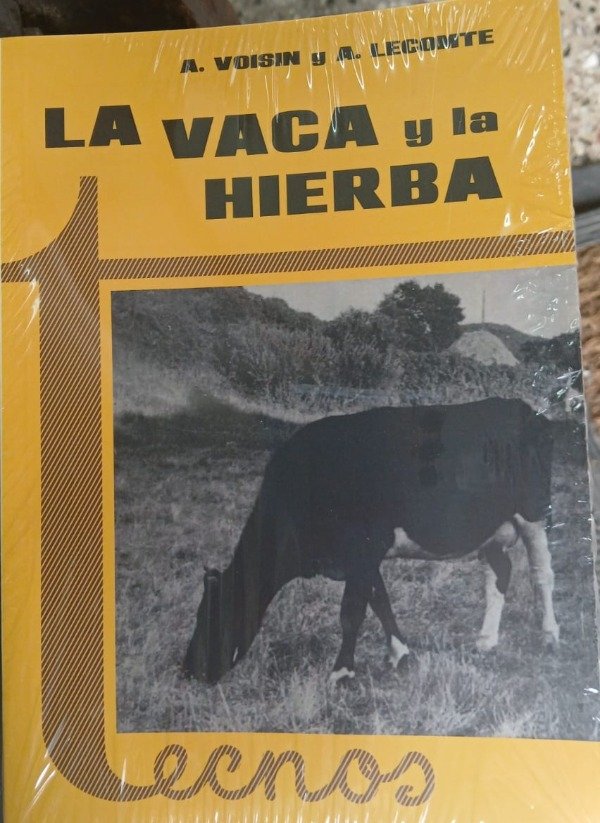 A. VOISIN y A. LECOMTE
LA VACA y la
HIERBA
tecnos